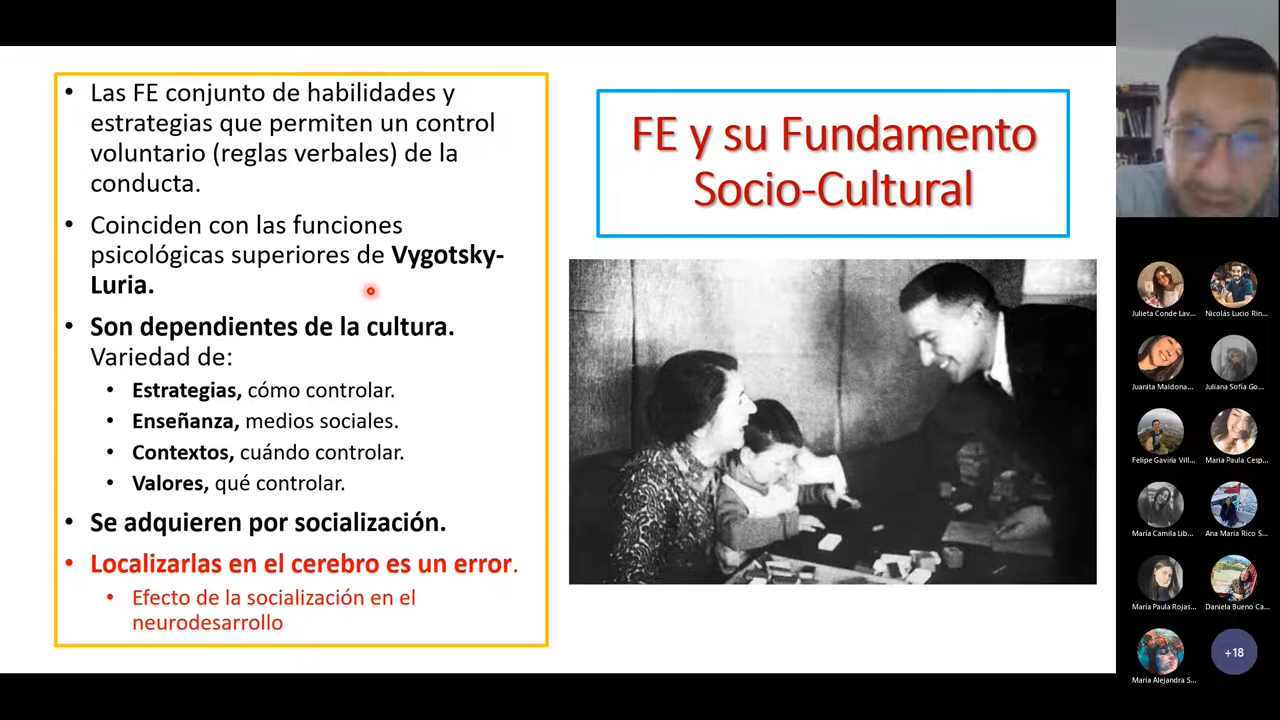 • Las FE conjunto de habilidades y
estrategias que permiten un control
voluntario (reglas verbales) de la
conducta.
• Coinciden con las funciones
psicológicas superiores de Vygotsky-
Luria.
• Son dependientes de la cultura.
Variedad de:
• Estrategias, cómo controlar.
• Enseñanza, medios sociales.
• Contextos, cuándo controlar.
• Valores, qué controlar.
• Se adquieren por socialización.
• Localizarlas en el cerebro es un error.
• Efecto de la socialización en el
neurodesarrollo
FE y su Fundamento
Socio-Cultural
Julieta Conde Lav...
Nicolás Lucio Rin...
Juanita Maldona...
Juliana Sofía Go...
Felipe Gaviria Vill...
Maria Paula Cesp...
María Camila Lib...
Ana Maria Rico S...
María Paula Rojas...
Daniela Bueno Ca...
Maria Alejandra S...
+18